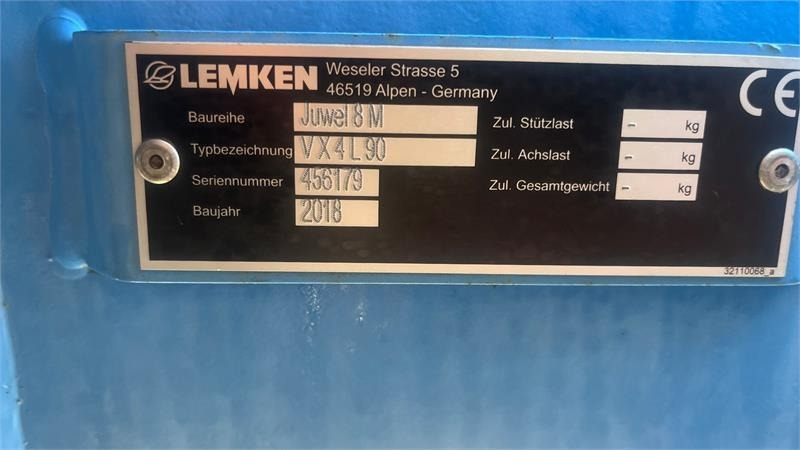 LEMKEN Weseler Strasse 5
46519 Alpen - Germany
CE
Baureihe Juwel 8 M
Zul. Stützlast - kg
Typbezeichnung V X 4 L 90
Zul. Achslast - kg
Seriennummer 456179
Zul. Gesamtgewicht - kg
Baujahr 2018
32110068_a